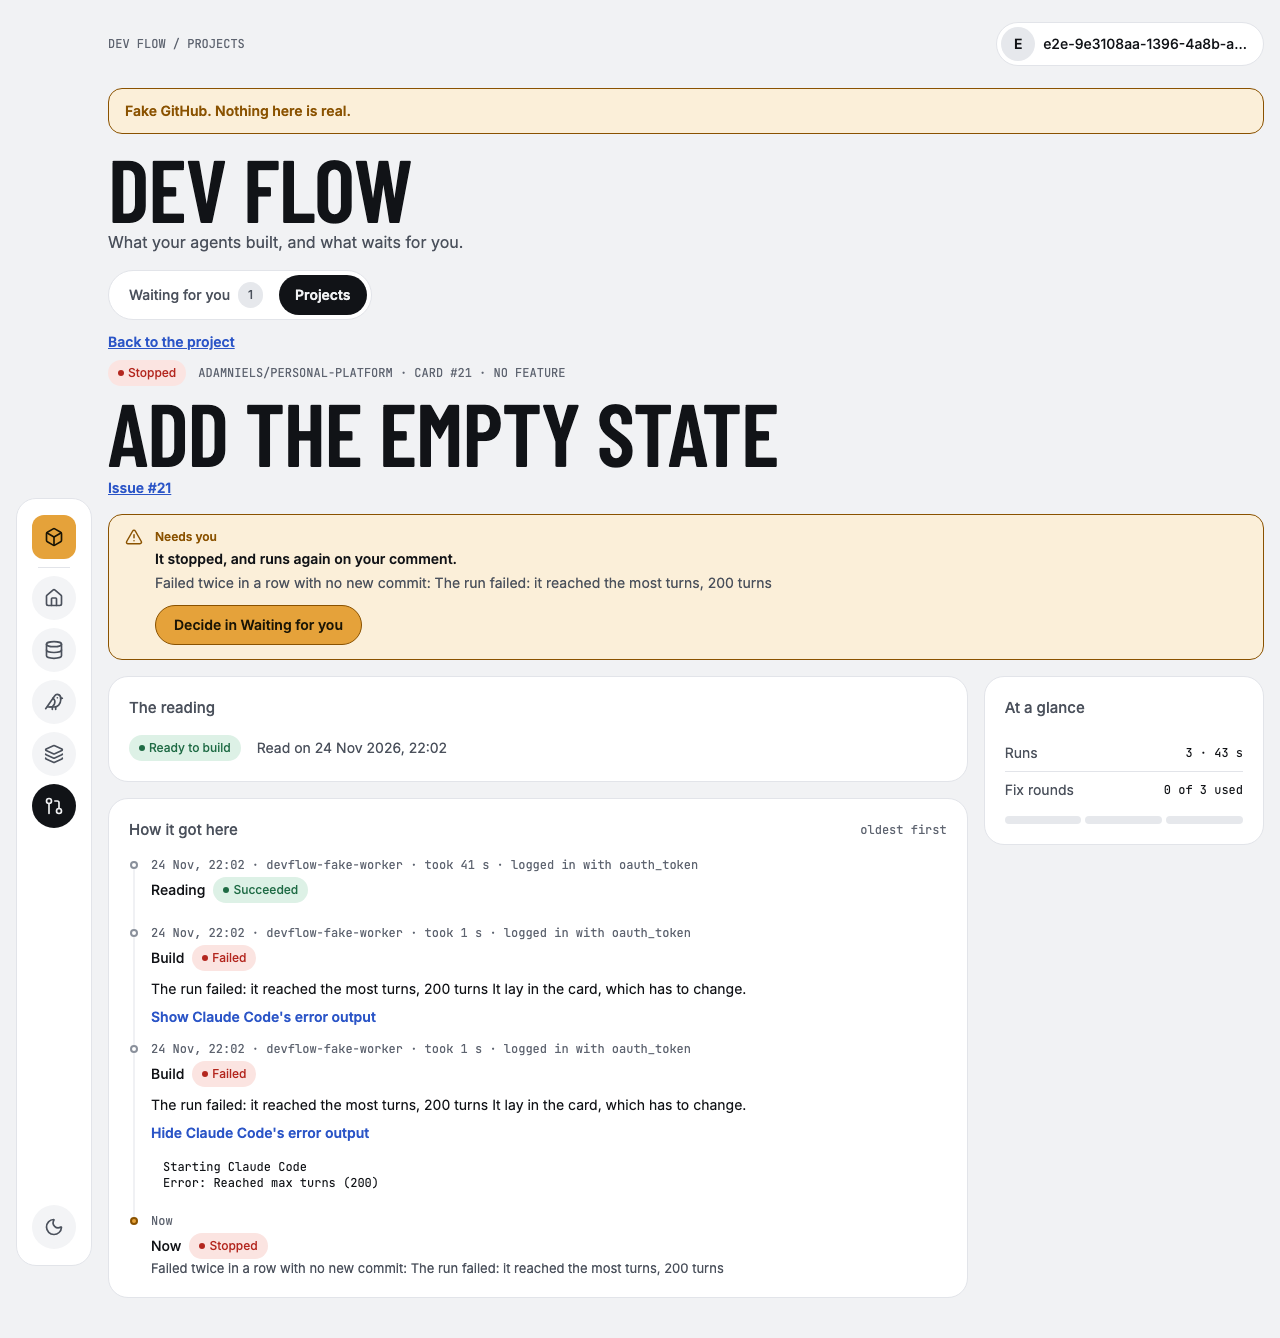 DEV FLOW / PROJECTS
E
e2e-9e3108aa-1396-4a8b-a...
Fake GitHub. Nothing here is real.
DEV FLOW
What your agents built, and what waits for you.
Waiting for you 1
Projects
Back to the project
Stopped
ADAMNIELS/PERSONAL-PLATFORM · CARD #21 · NO FEATURE
ADD THE EMPTY STATE
Issue #21
Needs you
It stopped, and runs again on your comment.
Failed twice in a row with no new commit: The run failed: it reached the most turns, 200 turns
Decide in Waiting for you
The reading
Ready to build
Read on 24 Nov 2026, 22:02
At a glance
Runs
3 · 43 s
Fix rounds
0 of 3 used
How it got here
oldest first
24 Nov, 22:02 · devflow-fake-worker · took 41 s · logged in with oauth_token
Reading
Succeeded
24 Nov, 22:02 · devflow-fake-worker · took 1 s · logged in with oauth_token
Build
Failed
The run failed: it reached the most turns, 200 turns It lay in the card, which has to change.
Show Claude Code's error output
24 Nov, 22:02 · devflow-fake-worker · took 1 s · logged in with oauth_token
Build
Failed
The run failed: it reached the most turns, 200 turns It lay in the card, which has to change.
Hide Claude Code's error output
Starting Claude Code
Error: Reached max turns (200)
Now
Now
Stopped
Failed twice in a row with no new commit: The run failed: it reached the most turns, 200 turns